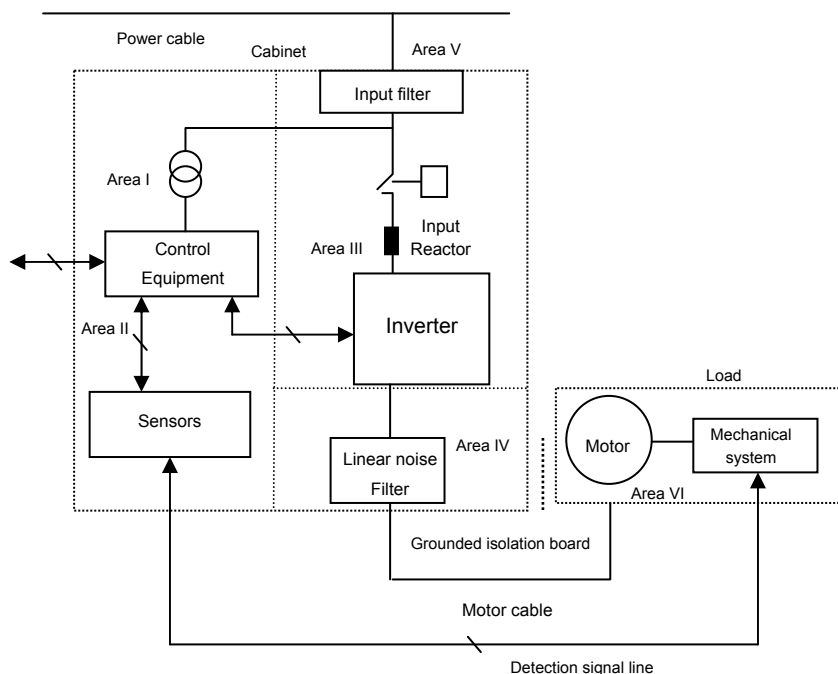 Power cable
Cabinet
Area V
Input filter
Area I
Input
Reactor
Area III
Control
Equipment
Area II
Inverter
Sensors
Area IV
Linear noise
Filter
Load
Motor
Mechanical
system
Area VI
Grounded isolation board
Motor cable
Detection signal line